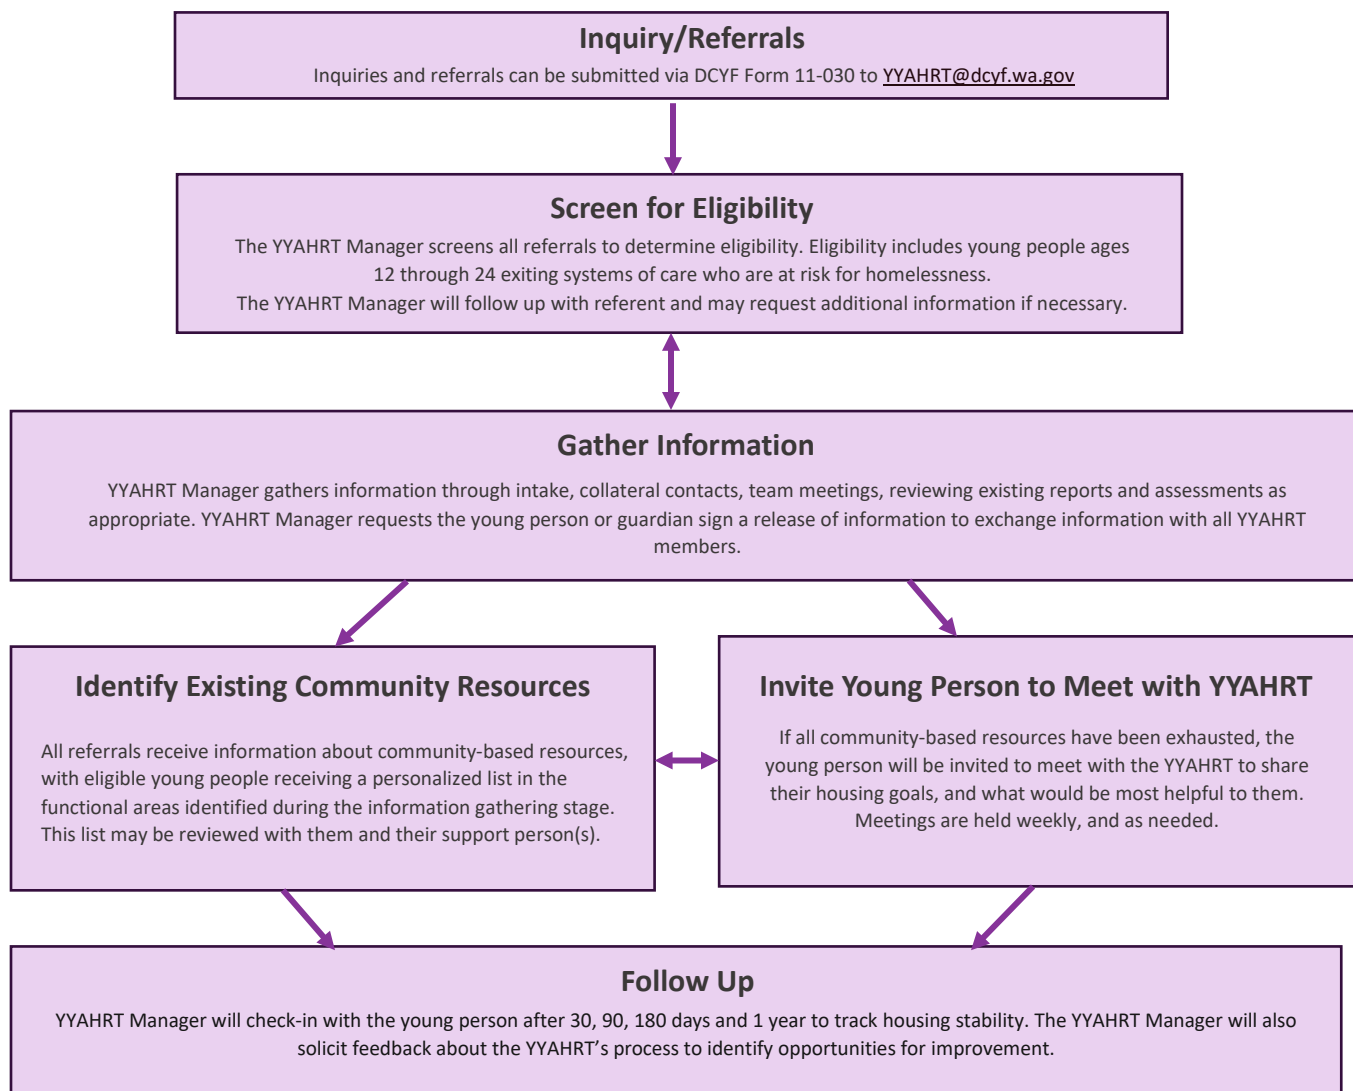 Inquiry/Referrals
Inquiries and referrals can be submitted via DCYF Form 11-030 to YYAHRT@dcyf.wa.gov
Screen for Eligibility
The YYAHRT Manager screens all referrals to determine eligibility. Eligibility includes young people ages
12 through 24 exiting systems of care who are at risk for homelessness.
The YYAHRT Manager will follow up with referent and may request additional information if necessary.
Gather Information
YYAHRT Manager gathers information through intake, collateral contacts, team meetings, reviewing existing reports and assessments as
appropriate. YYAHRT Manager requests the young person or guardian sign a release of information to exchange information with all YYAHRT
members.
Identify Existing Community Resources
All referrals receive information about community-based resources,
with eligible young people receiving a personalized list in the
functional areas identified during the information gathering stage.
This list may be reviewed with them and their support person(s).
Invite Young Person to Meet with YYAHRT
If all community-based resources have been exhausted, the
young person will be invited to meet with the YYAHRT to share
their housing goals, and what would be most helpful to them.
Meetings are held weekly, and as needed.
Follow Up
YYAHRT Manager will check-in with the young person after 30, 90, 180 days and 1 year to track housing stability. The YYAHRT Manager will also
solicit feedback about the YYAHRT's process to identify opportunities for improvement.